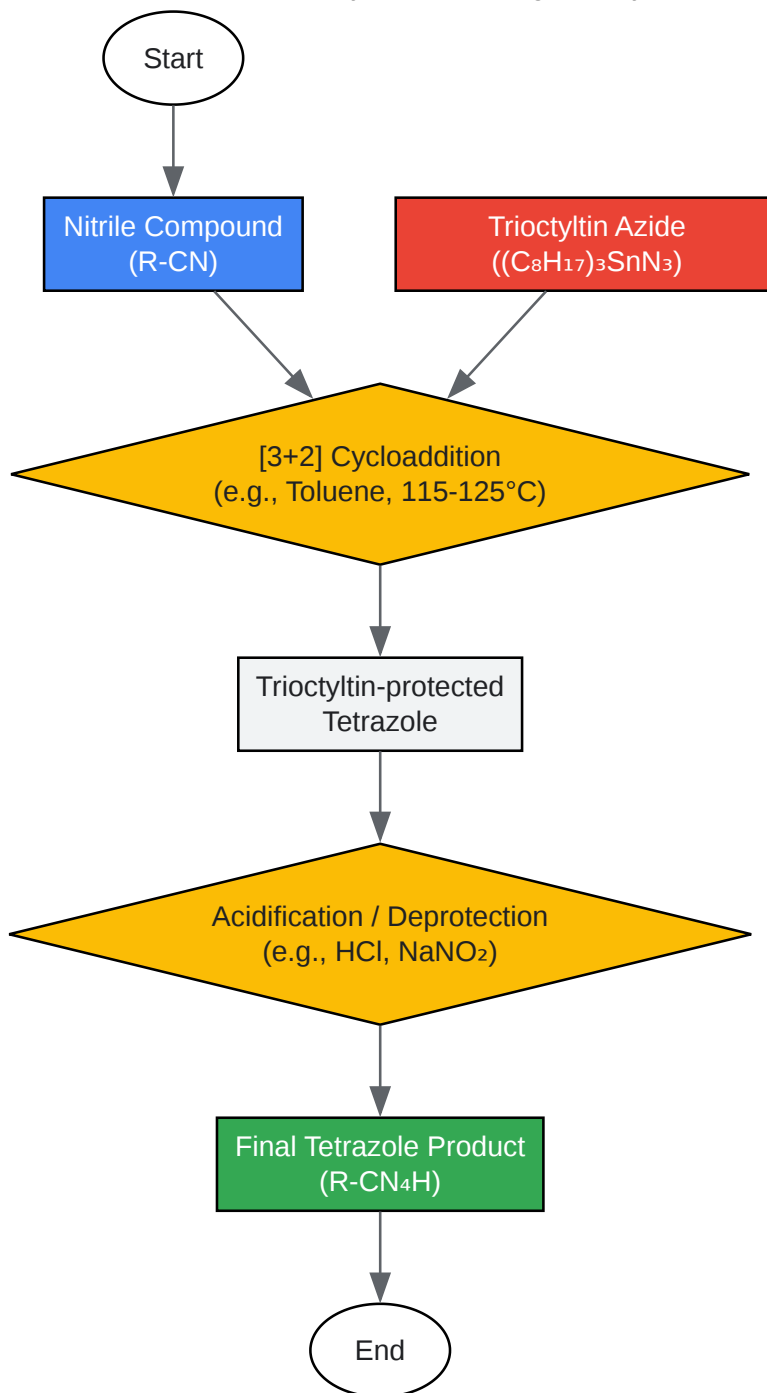 Start
Nitrile Compound
(R-CN)
Trioctyltin Azide
((C₈H₁₇)₃SnN₃)
[3+2] Cycloaddition
(e.g., Toluene, 115-125°C)
Trioctyltin-protected
Tetrazole
Acidification / Deprotection
(e.g., HCl, NaNO₂)
Final Tetrazole Product
(R-CN₄H)
End